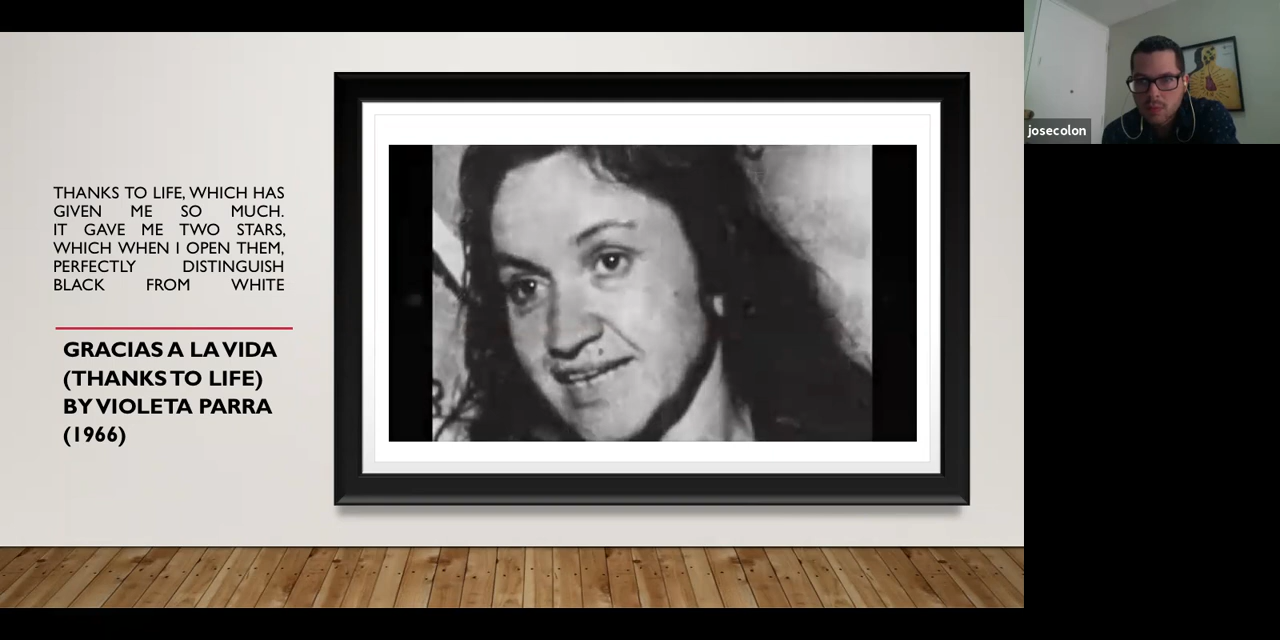 THANKS TO LIFE, WHICH HAS
GIVEN ME SO MUCH.
IT GAVE ME TWO STARS,
WHICH WHEN I OPEN THEM,
PERFECTLY DISTINGUISH
BLACK FROM WHITE
GRACIAS A LA VIDA
(THANKS TO LIFE)
BY VIOLETA PARRA
(1966)
josecolon